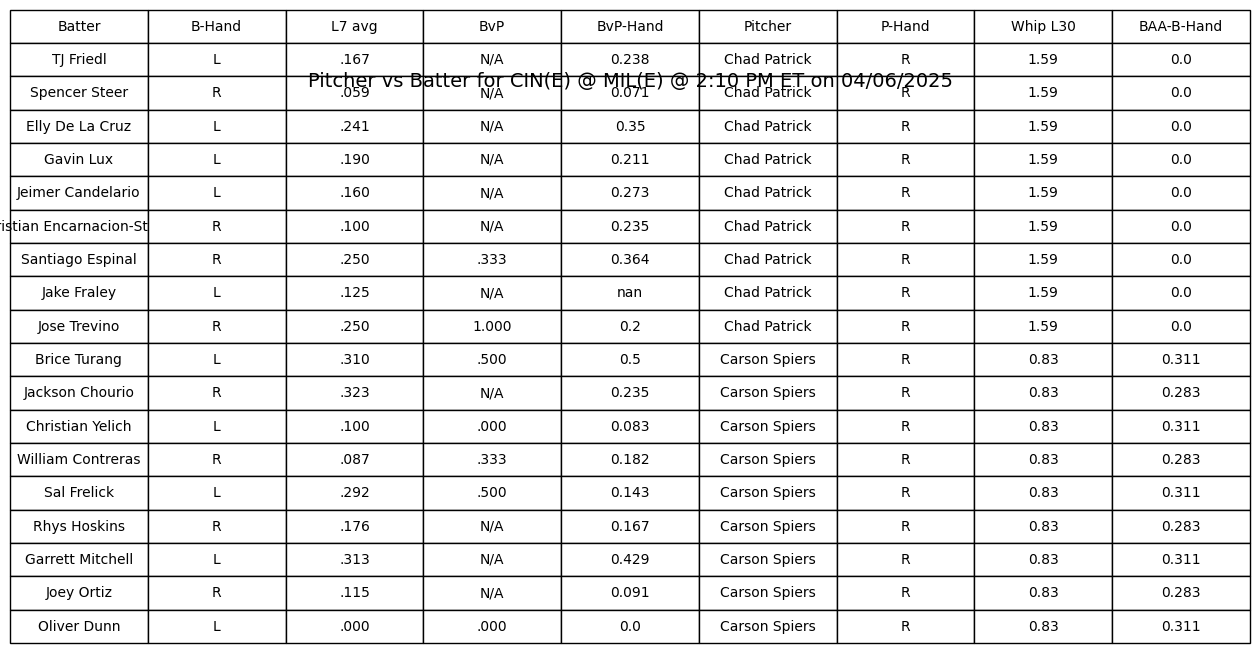 Batter B-Hand L7 avg BvP BvP-Hand Pitcher P-Hand Whip L30 BAA-B-Hand
TJ Friedl L .167 N/A 0.238 Chad Patrick R 1.59 0.0
Pitcher vs Batter for CIN(E) @ MIL(E) @ 2:10 PM ET on 04/06/2025
Spencer Steer R .059 N/A 0.071 Chad Patrick R 1.59 0.0
Elly De La Cruz L .241 N/A 0.35 Chad Patrick R 1.59 0.0
Gavin Lux L .190 N/A 0.211 Chad Patrick R 1.59 0.0
Jeimer Candelario L .160 N/A 0.273 Chad Patrick R 1.59 0.0
istian Encarnacion-St R .100 N/A 0.235 Chad Patrick R 1.59 0.0
Santiago Espinal R .250 .333 0.364 Chad Patrick R 1.59 0.0
Jake Fraley L .125 N/A nan Chad Patrick R 1.59 0.0
Jose Trevino R .250 1.000 0.2 Chad Patrick R 1.59 0.0
Brice Turang L .310 .500 0.5 Carson Spiers R 0.83 0.311
Jackson Chourio R .323 N/A 0.235 Carson Spiers R 0.83 0.283
Christian Yelich L .100 .000 0.083 Carson Spiers R 0.83 0.311
William Contreras R .087 .333 0.182 Carson Spiers R 0.83 0.283
Sal Frelick L .292 .500 0.143 Carson Spiers R 0.83 0.311
Rhys Hoskins R .176 N/A 0.167 Carson Spiers R 0.83 0.283
Garrett Mitchell L .313 N/A 0.429 Carson Spiers R 0.83 0.311
Joey Ortiz R .115 N/A 0.091 Carson Spiers R 0.83 0.283
Oliver Dunn L .000 .000 0.0 Carson Spiers R 0.83 0.311